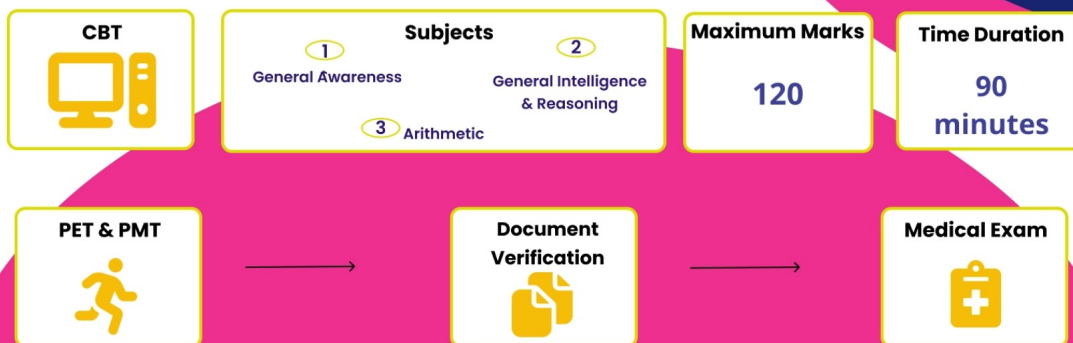 CBT
Subjects
1
General Awareness
2
General Intelligence
& Reasoning
3 Arithmetic
Maximum Marks
120
Time Duration
90
minutes
PET & PMT
Document
Verification
Medical Exam